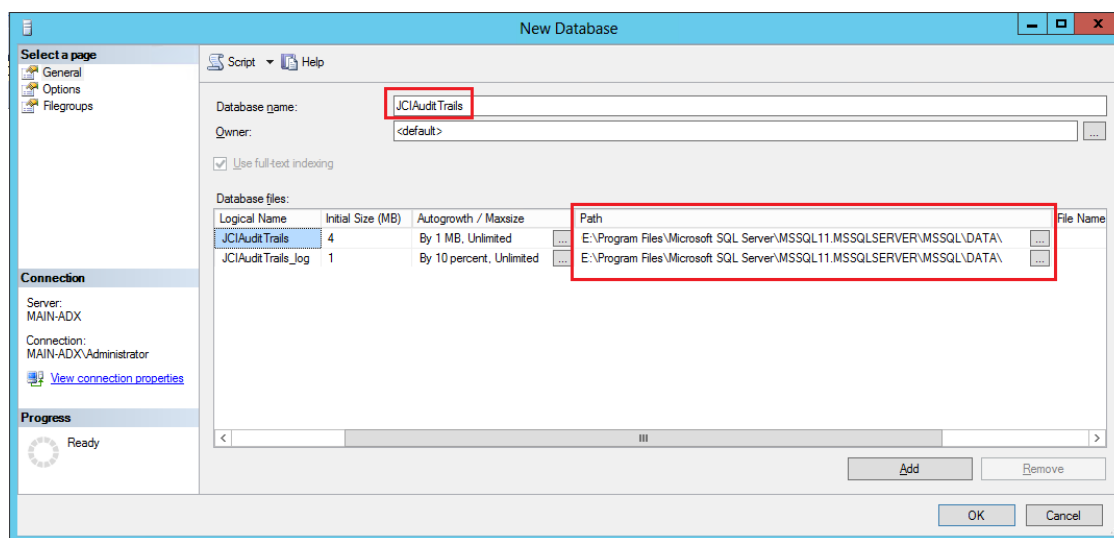 New Database
Select a page
General
Options
Filegroups
Script Help
Database name: JCIAuditTrails
Owner: <default> ...
Use full-text indexing
Database files:
Logical Name Initial Size (MB) Autogrowth / Maxsize Path File Name
JCIAuditTrails 4 By 1 MB, Unlimited ... E:\Program Files\Microsoft SQL Server\MSSQL11.MSSQLSERVER\MSSQL\DATA\ ...
JCIAuditTrails_log 1 By 10 percent, Unlimited ... E:\Program Files\Microsoft SQL Server\MSSQL11.MSSQLSERVER\MSSQL\DATA\ ...
Connection
Server:
MAIN-ADX
Connection:
MAIN-ADX\Administrator
View connection properties
Progress
Ready
Add Remove
OK Cancel